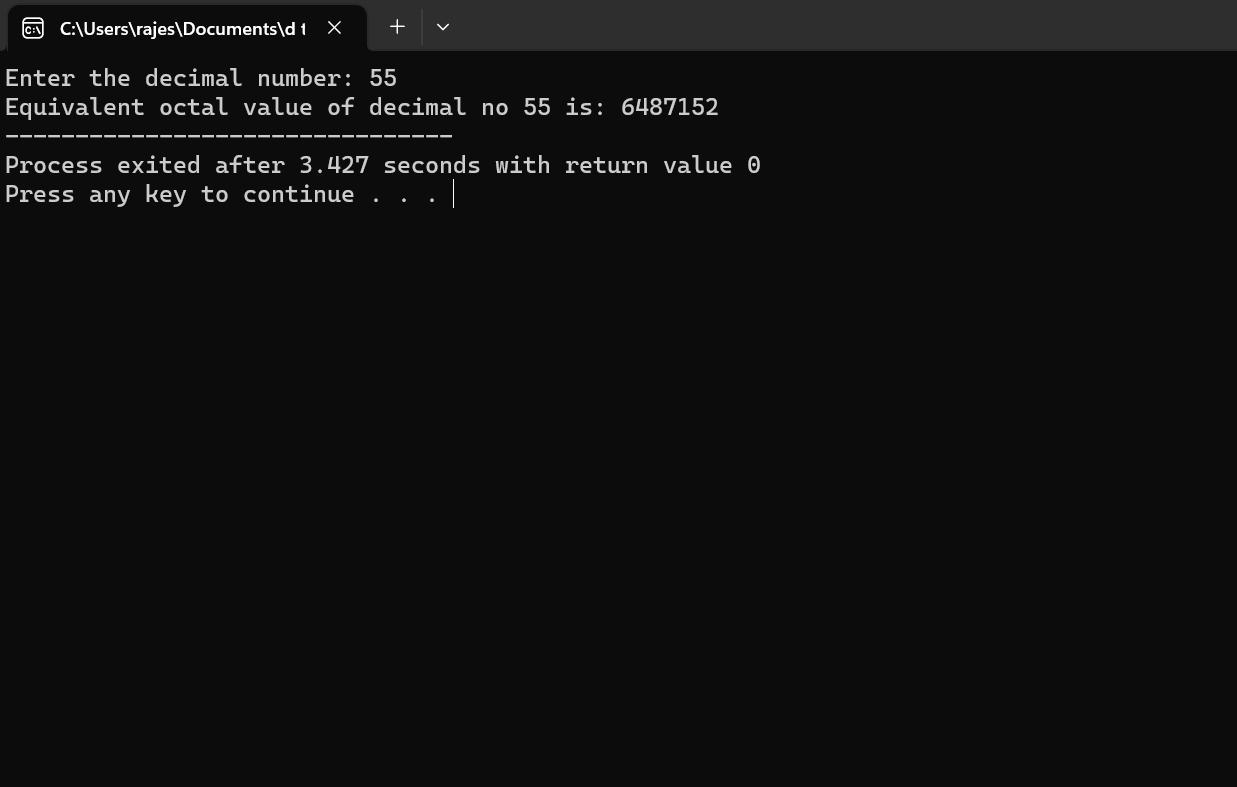 C:\Users\rajes\Documents\d t
Enter the decimal number: 55
Equivalent octal value of decimal no 55 is: 6487152
--------------------------------
Process exited after 3.427 seconds with return value 0
Press any key to continue . . .